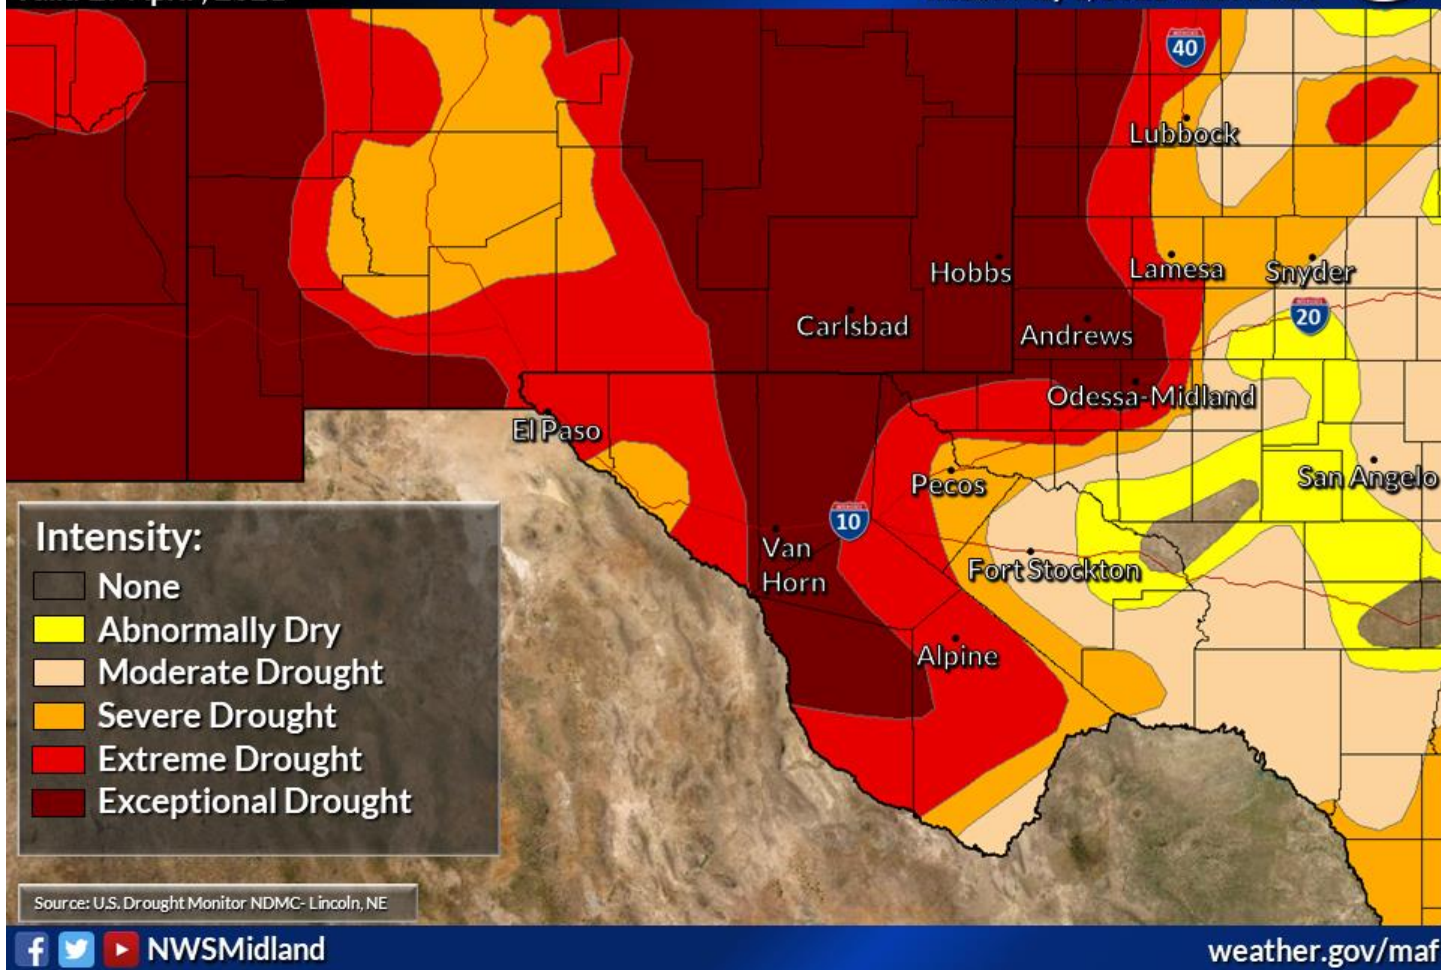 40
Lubbock
Hobbs
Lamesa
Snyder
Carlsbad
Andrews
20
Odessa-Midland
El Paso
Pecos
San Angelo
10
Van
Horn
Fort Stockton
Alpine
Intensity:
None
Abnormally Dry
Moderate Drought
Severe Drought
Extreme Drought
Exceptional Drought
Source: U.S. Drought Monitor NDMC- Lincoln, NE
NWSMidland
weather.gov/maf